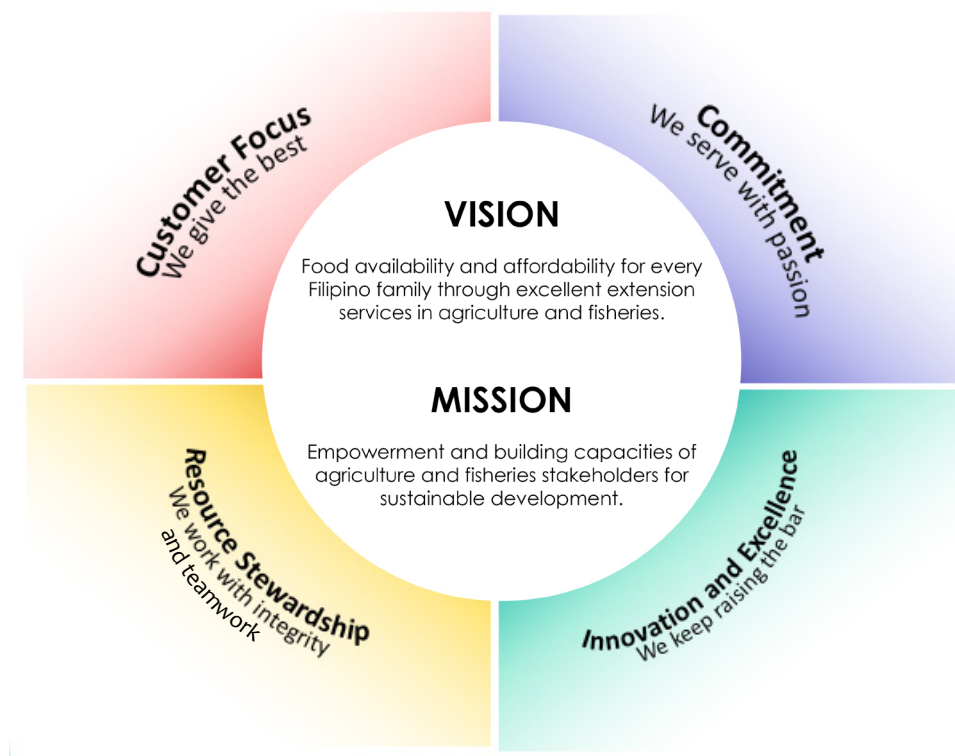 Customer Focus
We give the best
Commitment
We serve with passion
VISION
Food availability and affordability for every
Filipino family through excellent extension
services in agriculture and fisheries.
MISSION
Empowerment and building capacities of
agriculture and fisheries stakeholders for
sustainable development.
Resource Stewardship
We work with integrity
and teamwork
Innovation and Excellence
We keep raising the bar